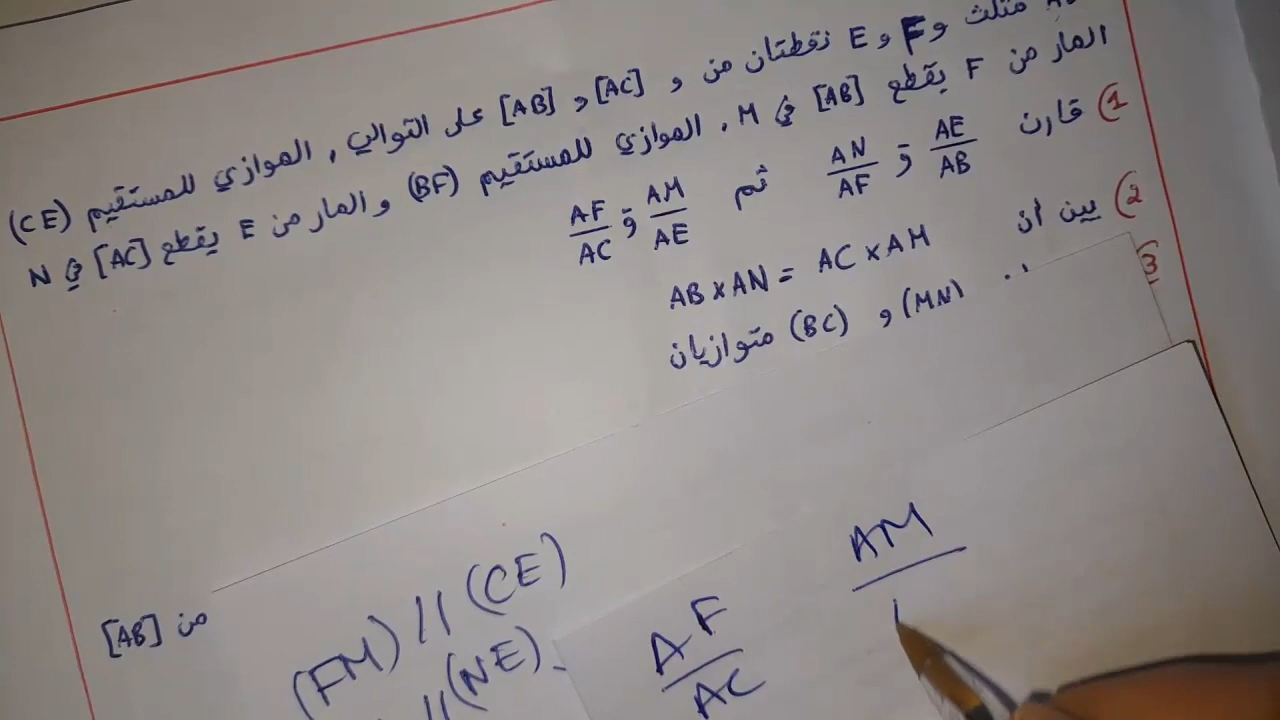 مثلث و F و E نقطتان من و [AC] و [AB] على التوالي , الموازي للمستقيم (CE)
المار من F يقطع [AB] في M . الموازي للمستقيم (BF) و المار من E يقطع [AC] في N
1) قارن AE/AB و AN/AF ثم AM/AE و AF/AC
2) بين ان AB×AN = AC×AM
3 (MN) و (BC) متوازيان
من [AB]
(FM) // (CE)
// (NE)
AF/AC AM